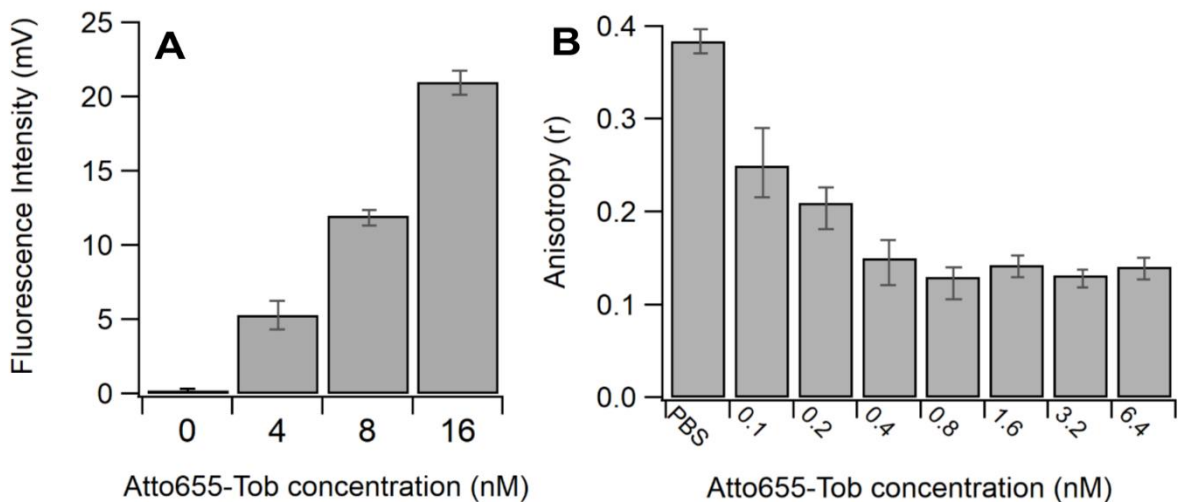 A
Fluorescence Intensity (mV)
25
20
15
10
5
0
0 4 8 16
Atto655-Tob concentration (nM)
B
Anisotropy (r)
0.4
0.3
0.2
0.1
0.0
PBS 0.1 0.2 0.4 0.8 1.6 3.2 6.4
Atto655-Tob concentration (nM)